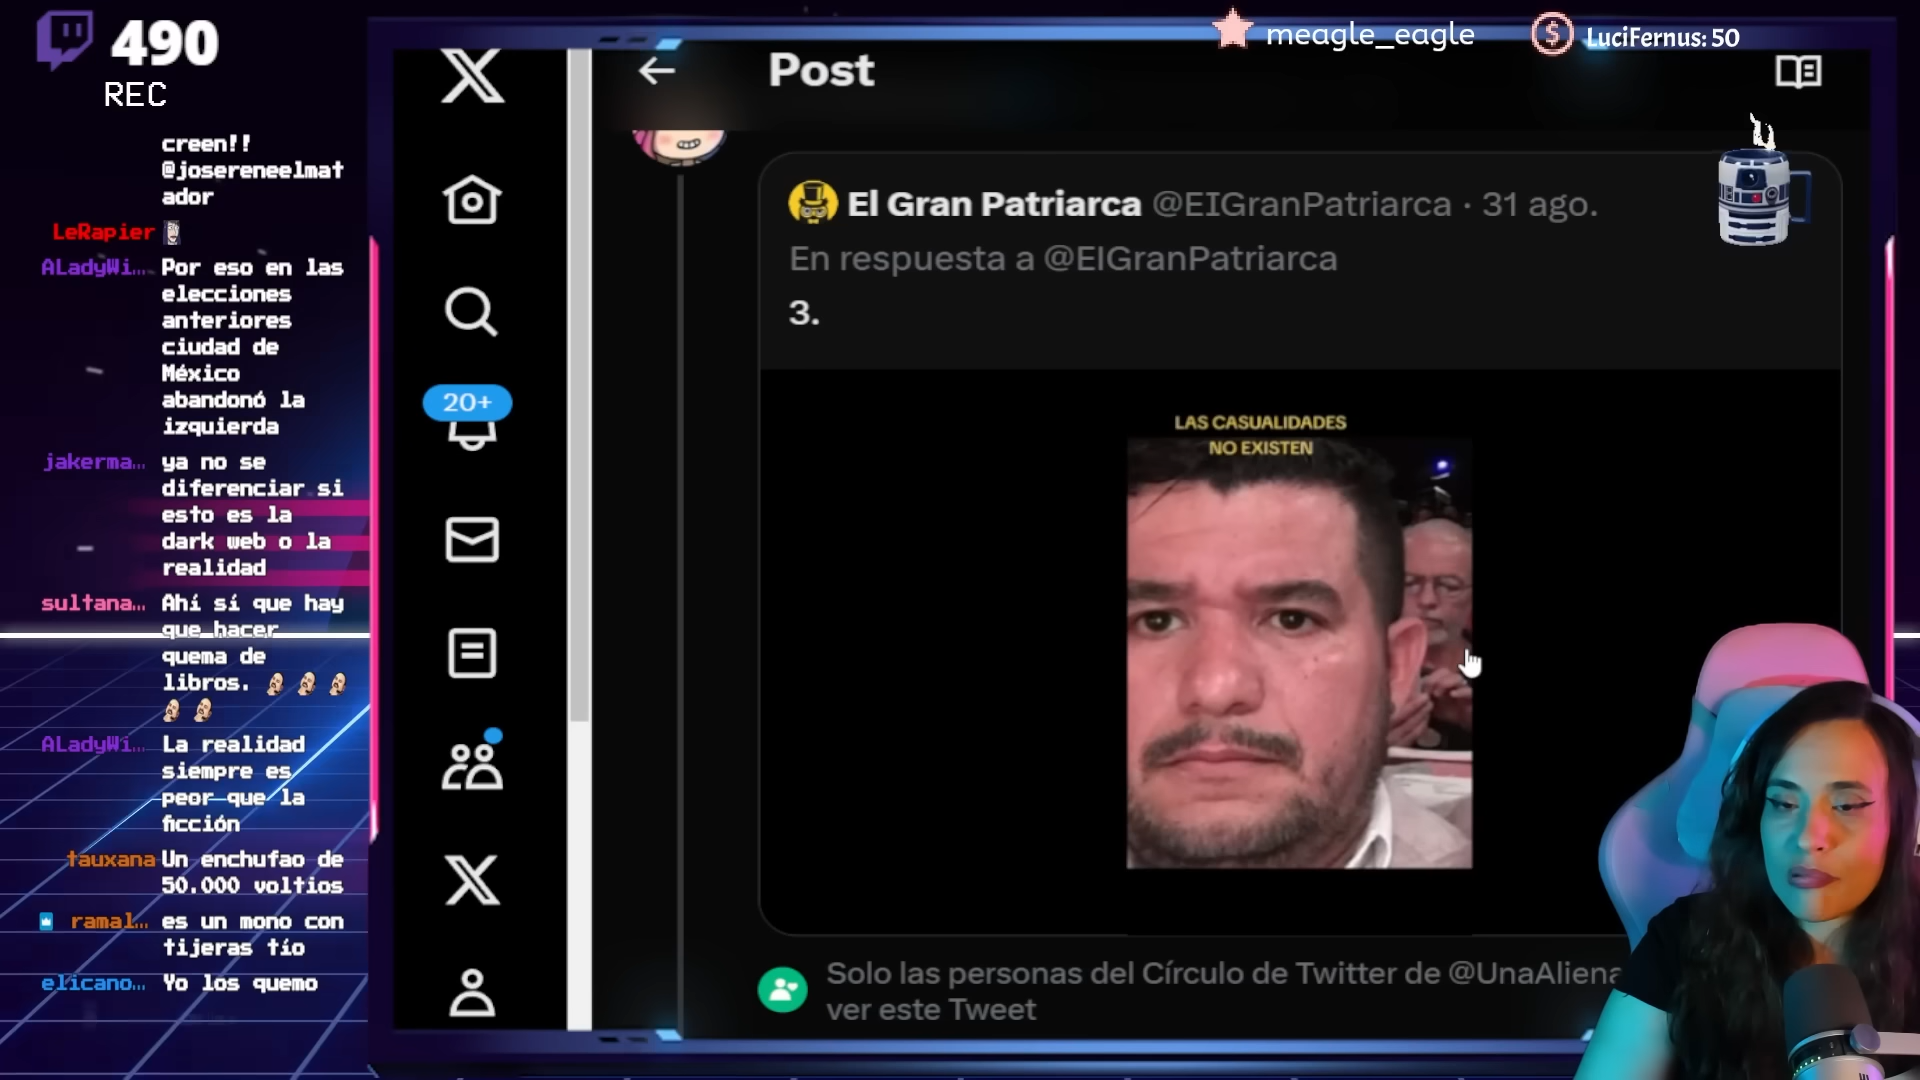 490
REC
meagle_eagle
LuciFernus: 50
creen!!
@josereneelmat
ador
LeRapier
ALadyWi... Por eso en las
elecciones
anteriores
ciudad de
México
abandonó la
izquierda
jakerma... ya no se
diferenciar si
esto es la
dark web o la
realidad
sultana... Ahí sí que hay
que hacer
quema de
libros.
ALadyWi... La realidad
siempre es
peor que la
ficción
tauxana Un enchufao de
50.000 voltios
ramal... es un mono con
tijeras tío
elicano... Yo los quemo
20+
Post
El Gran Patriarca @EIGranPatriarca · 31 ago.
En respuesta a @EIGranPatriarca
3.
LAS CASUALIDADES
NO EXISTEN
Solo las personas del Círculo de Twitter de @UnaAliena
ver este Tweet